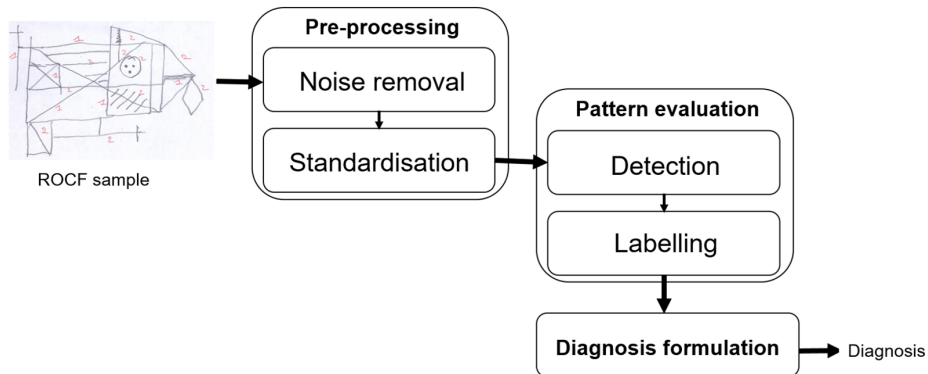 Pre-processing
Noise removal
Standardisation
ROCF sample
Pattern evaluation
Detection
Labelling
Diagnosis formulation
Diagnosis